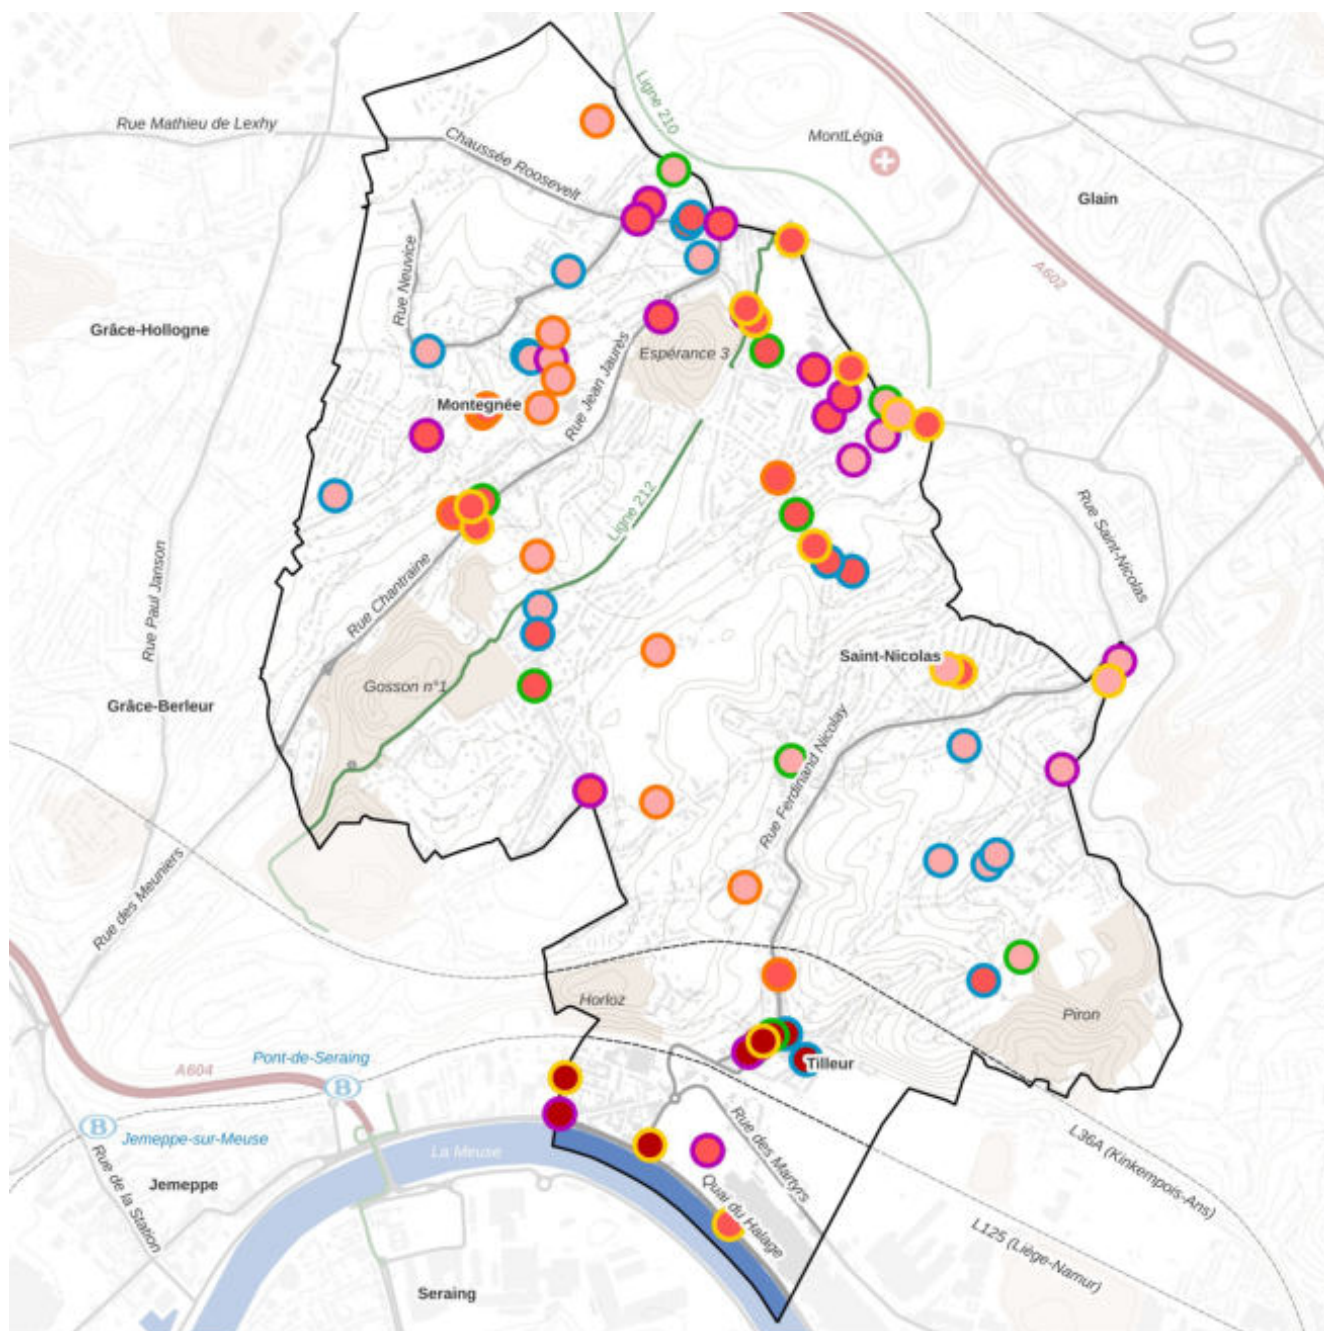 Ligne 210
Rue Mathieu de Lexhy
Chaussée Roosevelt
MontLégia
Glain
A602
Rue Neuvice
Grâce-Hollogne
Espérance 3
Rue Jean Jaurès
Montegnée
Ligne 212
Rue Saint-Nicolas
Rue Paul Janson
Rue Chantraine
Saint-Nicolas
Gosson n°1
Grâce-Berleur
Rue Ferdinand Nicolay
Rue des Meuniers
Horloz
Piron
Pont-de-Seraing
B
A604
Tilleur
B
Jemeppe-sur-Meuse
La Meuse
Rue des Martyrs
L36A (Kinkempois-Ans)
Jemeppe
Rue de la Station
Quai du Halage
L125 (Liège-Namur)
Seraing